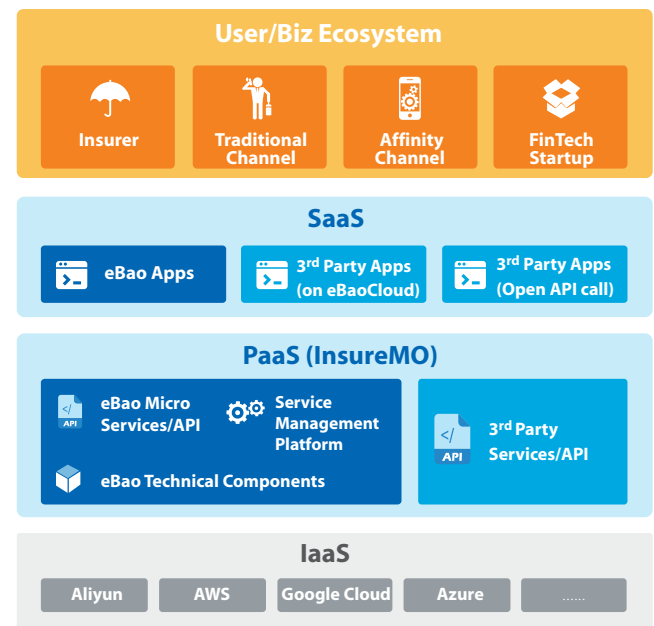 User/Biz Ecosystem
Insurer
Traditional
Channel
Affinity
Channel
FinTech
Startup
SaaS
eBao Apps
3rd Party Apps
(on eBaoCloud)
3rd Party Apps
(Open API call)
PaaS (InsureMO)
</>
API
eBao Micro
Services/API
Service
Management
Platform
eBao Technical Components
</>
API
3rd Party
Services/API
IaaS
Aliyun
AWS
Google Cloud
Azure
......